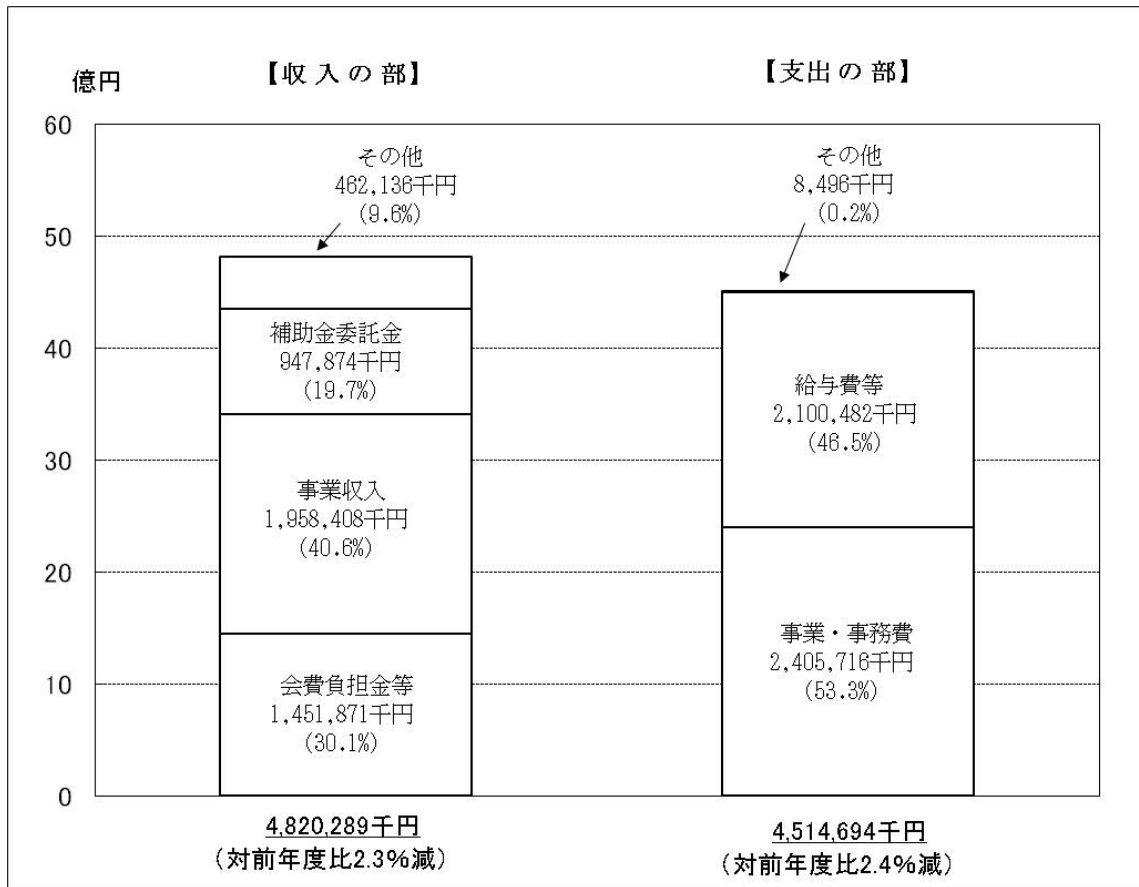 【収入の部】
【支出の部】
億円
60
50
40
30
20
10
0
その他
462,136千円
(9.6%)
補助金委託金
947,874千円
(19.7%)
事業収入
1,958,408千円
(40.6%)
会費負担金等
1,451,871千円
(30.1%)
4,820,289千円
(対前年度比2.3%減)
その他
8,496千円
(0.2%)
給与費等
2,100,482千円
(46.5%)
事業・事務費
2,405,716千円
(53.3%)
4,514,694千円
(対前年度比2.4%減)